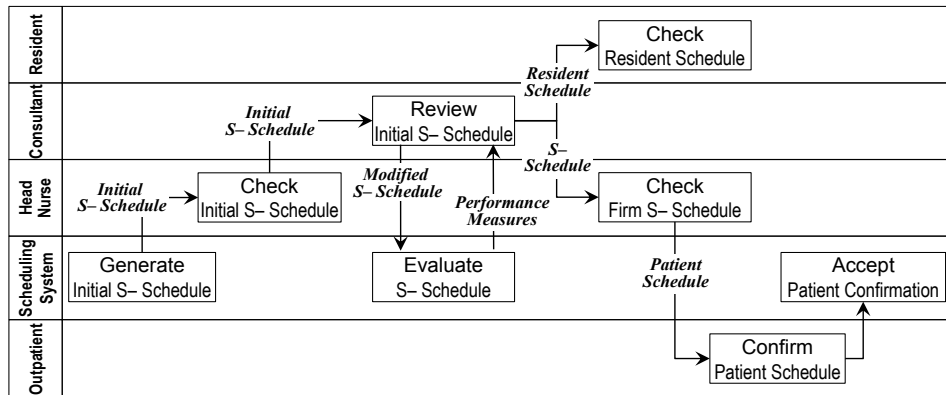 Resident
Check
Resident Schedule
Resident
Schedule
Consultant
Review
Initial S– Schedule
Initial
S– Schedule
S–
Schedule
Head
Nurse
Initial
S– Schedule
Check
Initial S– Schedule
Modified
S– Schedule
Performance
Measures
Check
Firm S– Schedule
Scheduling
System
Generate
Initial S– Schedule
Evaluate
S– Schedule
Patient
Schedule
Accept
Patient Confirmation
Outpatient
Confirm
Patient Schedule